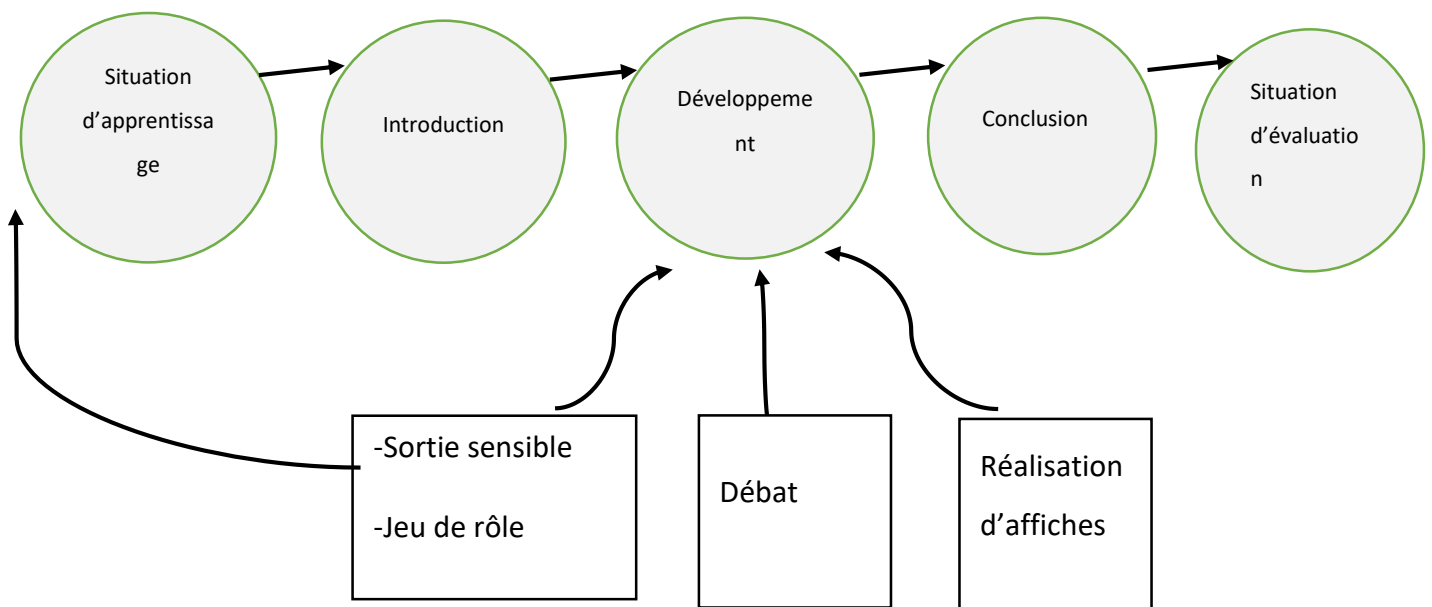 Situation
d’apprentissa
ge
Introduction
Développeme
nt
Conclusion
Situation
d’évaluatio
n
-Sortie sensible
-Jeu de rôle
Débat
Réalisation
d’affiches